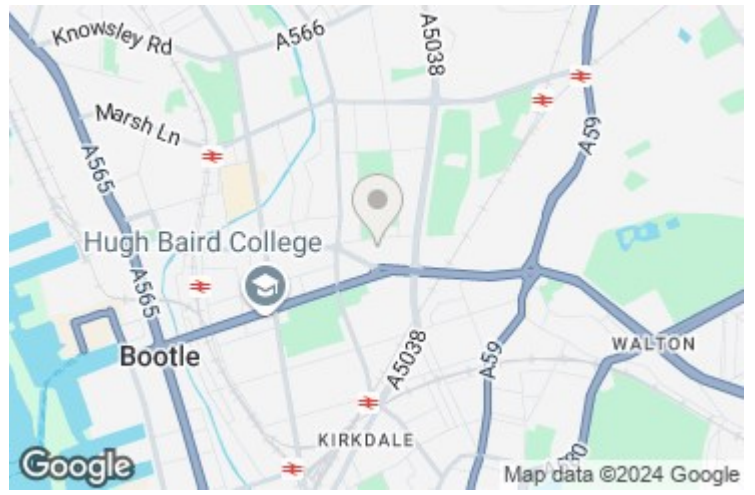 Knowsley Rd
A566
A5038
Marsh Ln
A59
A565
Hugh Baird College
A565
Bootle
A5038
A59
WALTON
KIRKDALE
Google
Map data ©2024 Google